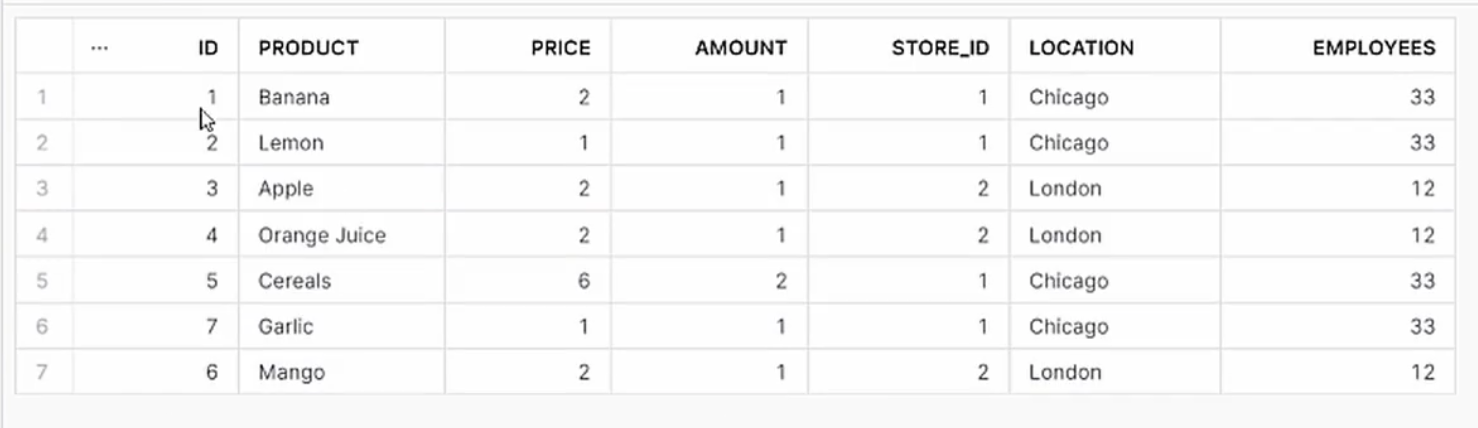 ... ID PRODUCT PRICE AMOUNT STORE_ID LOCATION EMPLOYEES
1 1 Banana 2 1 1 Chicago 33
2 2 Lemon 1 1 1 Chicago 33
3 3 Apple 2 1 2 London 12
4 4 Orange Juice 2 1 2 London 12
5 5 Cereals 6 2 1 Chicago 33
6 7 Garlic 1 1 1 Chicago 33
7 6 Mango 2 1 2 London 12